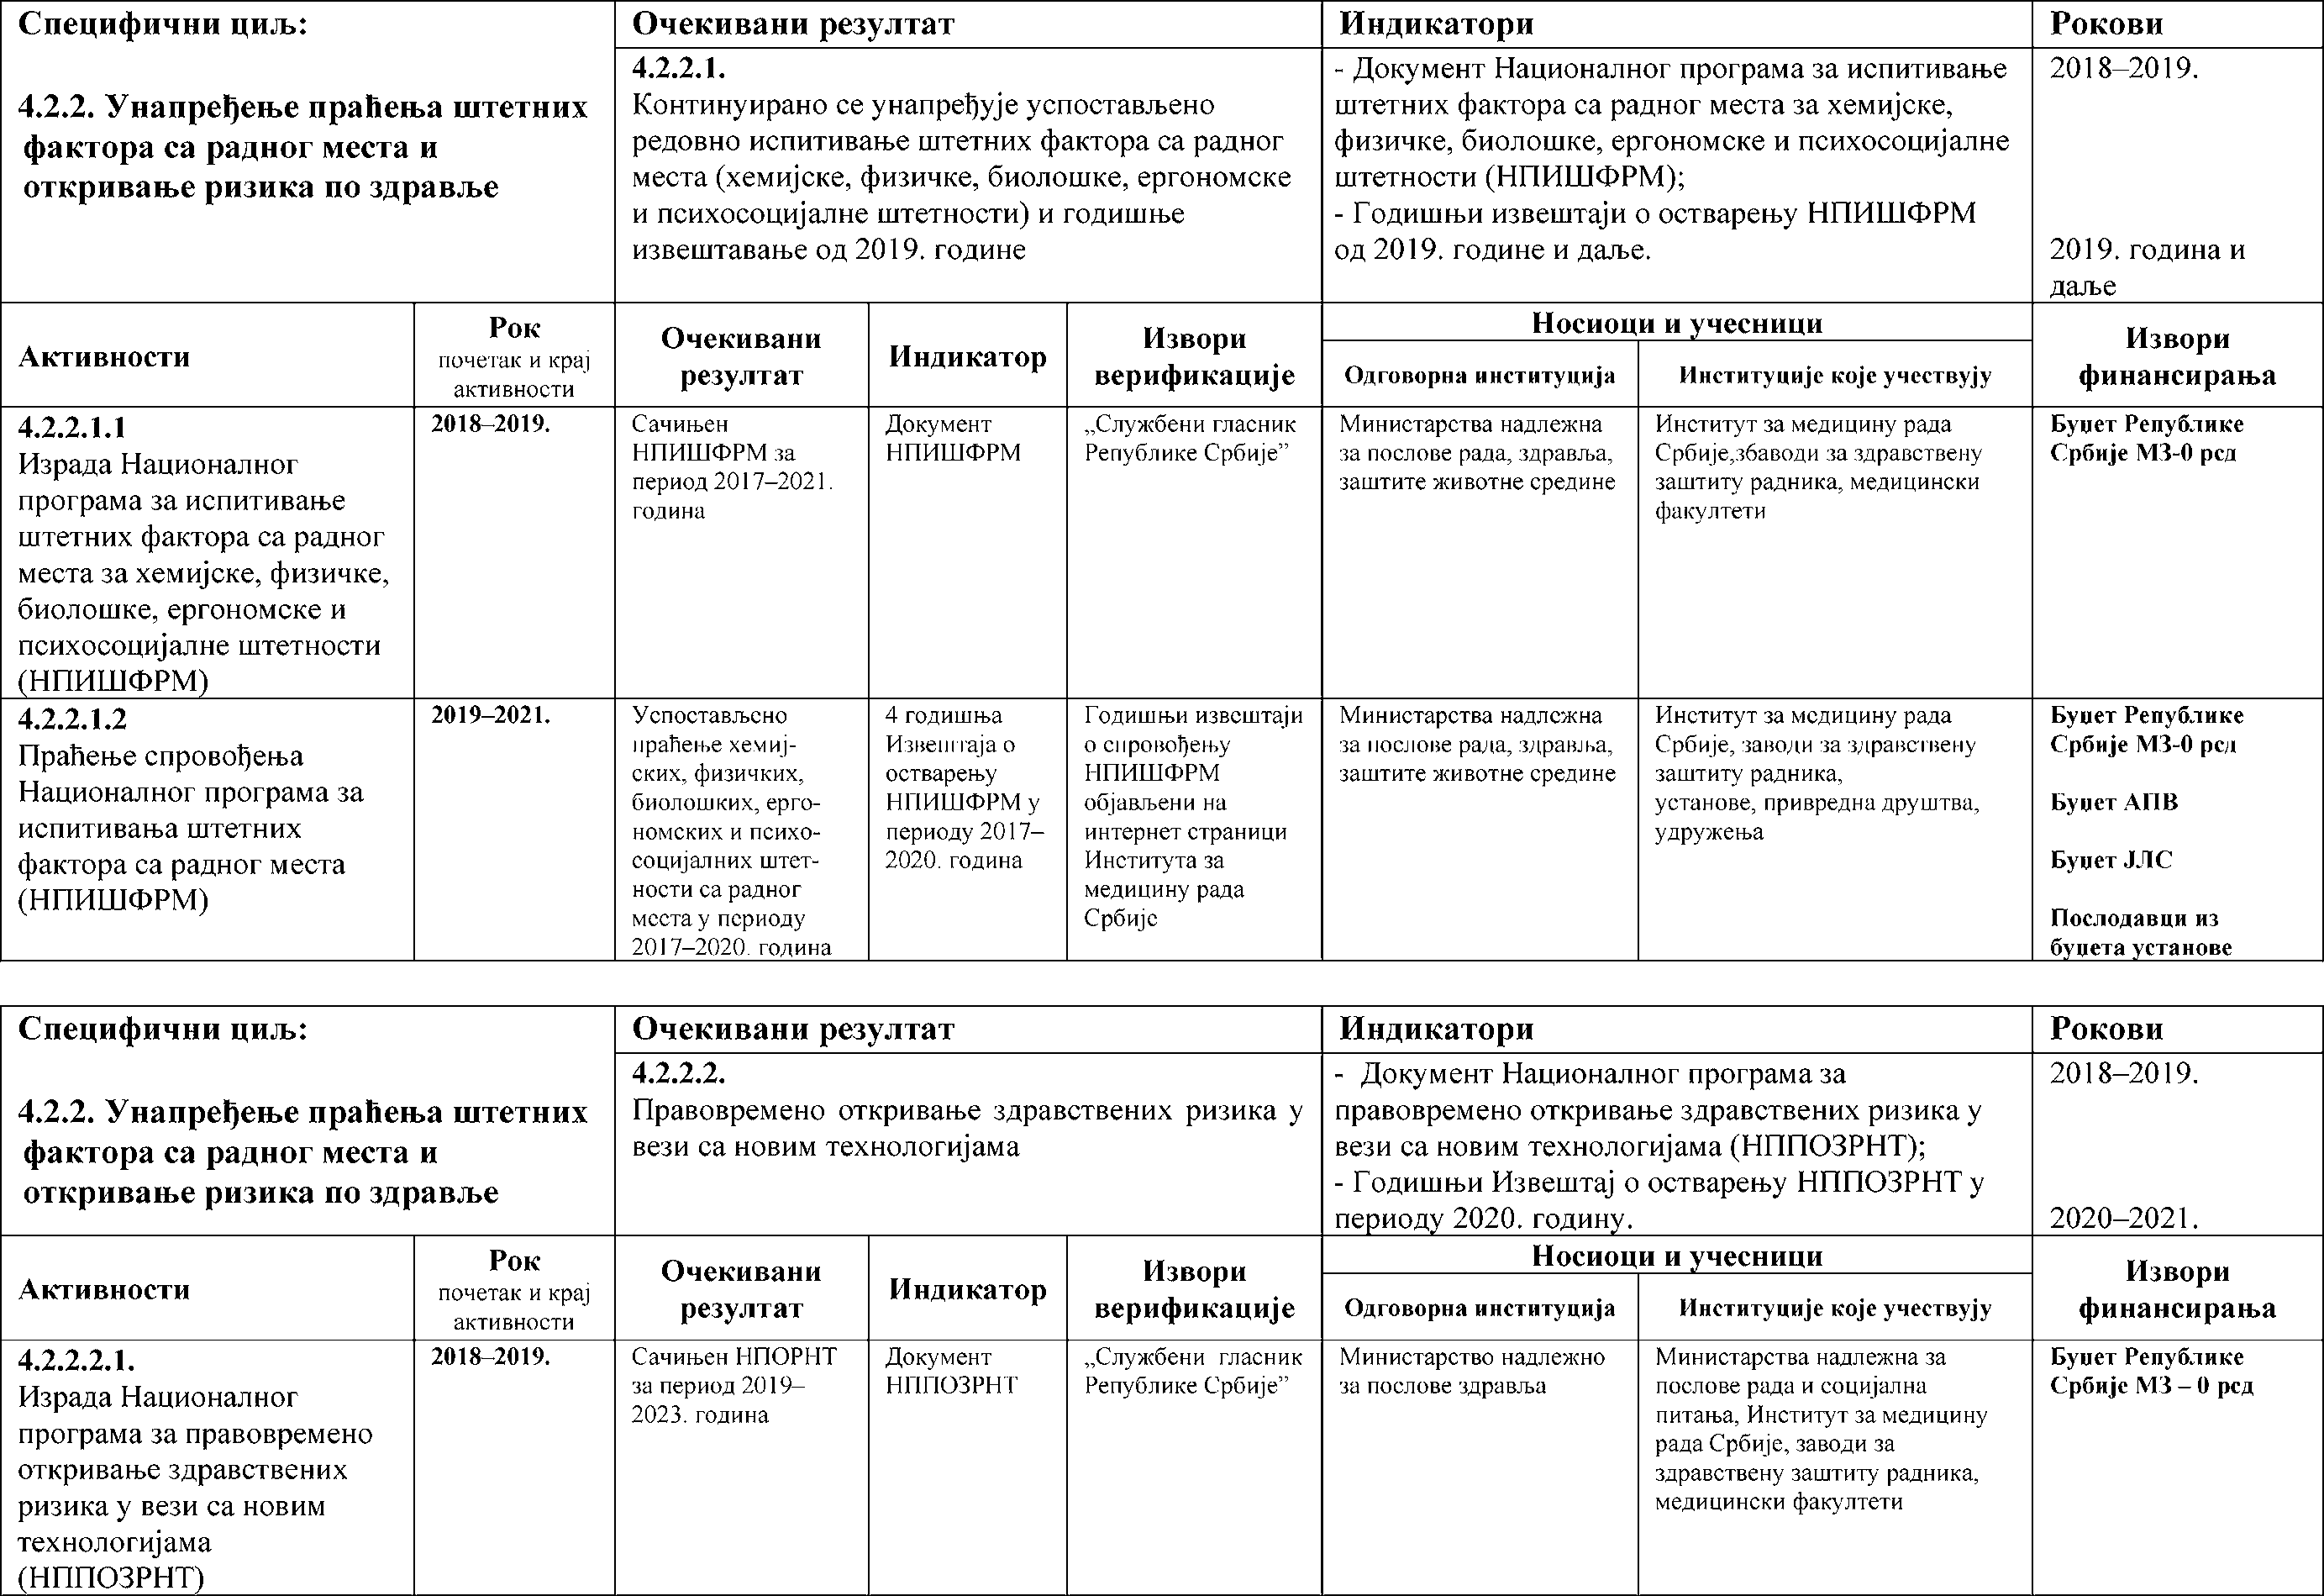 Специфични циљ:
4.2.2. Унапређење праћења штетних
фактора са радног места и
откривање ризика по здравље
Очекивани резултат
4.2.2.1.
Континуирано се унапређује успостављено
редовно испитивање штетних фактора са радног
места (хемијске, физичке, биолошке, ергономске
и психосоцијалне штетности) и годишње
извештавање од 2019. године
Индикатори
- Документ Националног програма за испитивање
штетних фактора са радног места за хемијске,
физичке, биолошке, ергономске и психосоцијалне
штетности (НПИШФРМ);
- Годишњи извештаји о остварењу НПИШФРМ
од 2019. године и даље.
Рокови
2018–2019.
2019. година и
даље
Активности
Рок
почетак и крај
активности
Очекивани
резултат
Индикатор
Извори
верификације
Носиоци и учесници
Одговорна институција
Институције које учествују
Извори
финансирања
4.2.2.1.1
Израда Националног
програма за испитивање
штетних фактора са радног
места за хемијске, физичке,
биолошке, ергономске и
психосоцијалне штетности
(НПИШФРМ)
2018–2019.
Сачињен
НПИШФРМ за
период 2017–2021.
година
Документ
НПИШФРМ
„Службени гласник
Републике Србије”
Министарства надлежна
за послове рада, здравља,
заштите животне средине
Институт за медицину рада
Србије,збаводи за здравствену
заштиту радника, медицински
факултети
Буџет Републике
Србије МЗ-0 рсд
4.2.2.1.2
Праћење спровођења
Националног програма за
испитивања штетних
фактора са радног места
(НПИШФРМ)
2019–2021.
Успостављено
праћење хемиј-
ских, физичких,
биолошких, ерго-
номских и психо-
социјалних штет-
ности са радног
места у периоду
2017–2020. година
4 годишња
Извештаја о
остварењу
НПИШФРМ у
периоду 2017–
2020. година
Годишњи извештаји
о спровођењу
НПИШФРМ
објављени на
интернет страници
Института за
медицину рада
Србије
Министарства надлежна
за послове рада, здравља,
заштите животне средине
Институт за медицину рада
Србије, заводи за здравствену
заштиту радника,
установе, привредна друштва,
удружења
Буџет Републике
Србије МЗ-0 рсд
Буџет АПВ
Буџет ЈЛС
Послодавци из
буџета установе
Специфични циљ:
4.2.2. Унапређење праћења штетних
фактора са радног места и
откривање ризика по здравље
Очекивани резултат
4.2.2.2.
Правовремено откривање здравствених ризика у
вези са новим технологијама
Индикатори
- Документ Националног програма за
правовремено откривање здравствених ризика у
вези са новим технологијама (НППОЗРНТ);
- Годишњи Извештај о остварењу НППОЗРНТ у
периоду 2020. годину.
Рокови
2018–2019.
2020–2021.
Активности
Рок
почетак и крај
активности
Очекивани
резултат
Индикатор
Извори
верификације
Носиоци и учесници
Одговорна институција
Институције које учествују
Извори
финансирања
4.2.2.2.1.
Израда Националног
програма за правовремено
откривање здравствених
ризика у вези са новим
технологијама
(НППОЗРНТ)
2018–2019.
Сачињен НПОРНТ
за период 2019–
2023. година
Документ
НППОЗРНТ
„Службени гласник
Републике Србије”
Министарство надлежно
за послове здравља
Министарства надлежна за
послове рада и социјална
питања, Институт за медицину
рада Србије, заводи за
здравствену заштиту радника,
медицински факултети
Буџет Републике
Србије МЗ – 0 рсд